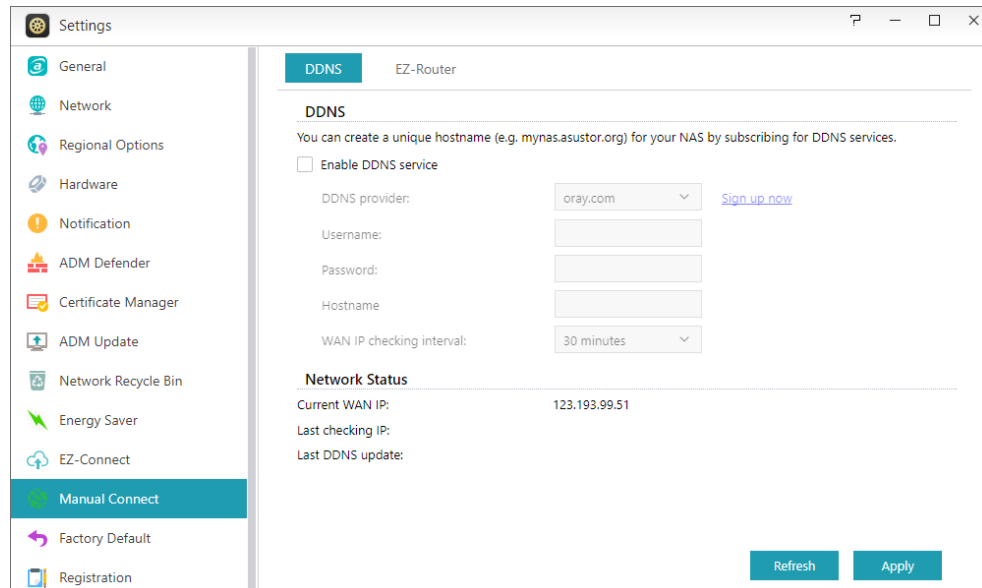 Settings
General
Network
Regional Options
Hardware
Notification
ADM Defender
Certificate Manager
ADM Update
Network Recycle Bin
Energy Saver
EZ-Connect
Manual Connect
Factory Default
Registration
DDNS
EZ-Router
DDNS
You can create a unique hostname (e.g. mynas.asustor.org) for your NAS by subscribing for DDNS services.
Enable DDNS service
DDNS provider: oray.com Sign up now
Username:
Password:
Hostname
WAN IP checking interval: 30 minutes
Network Status
Current WAN IP: 123.193.99.51
Last checking IP:
Last DDNS update:
Refresh
Apply